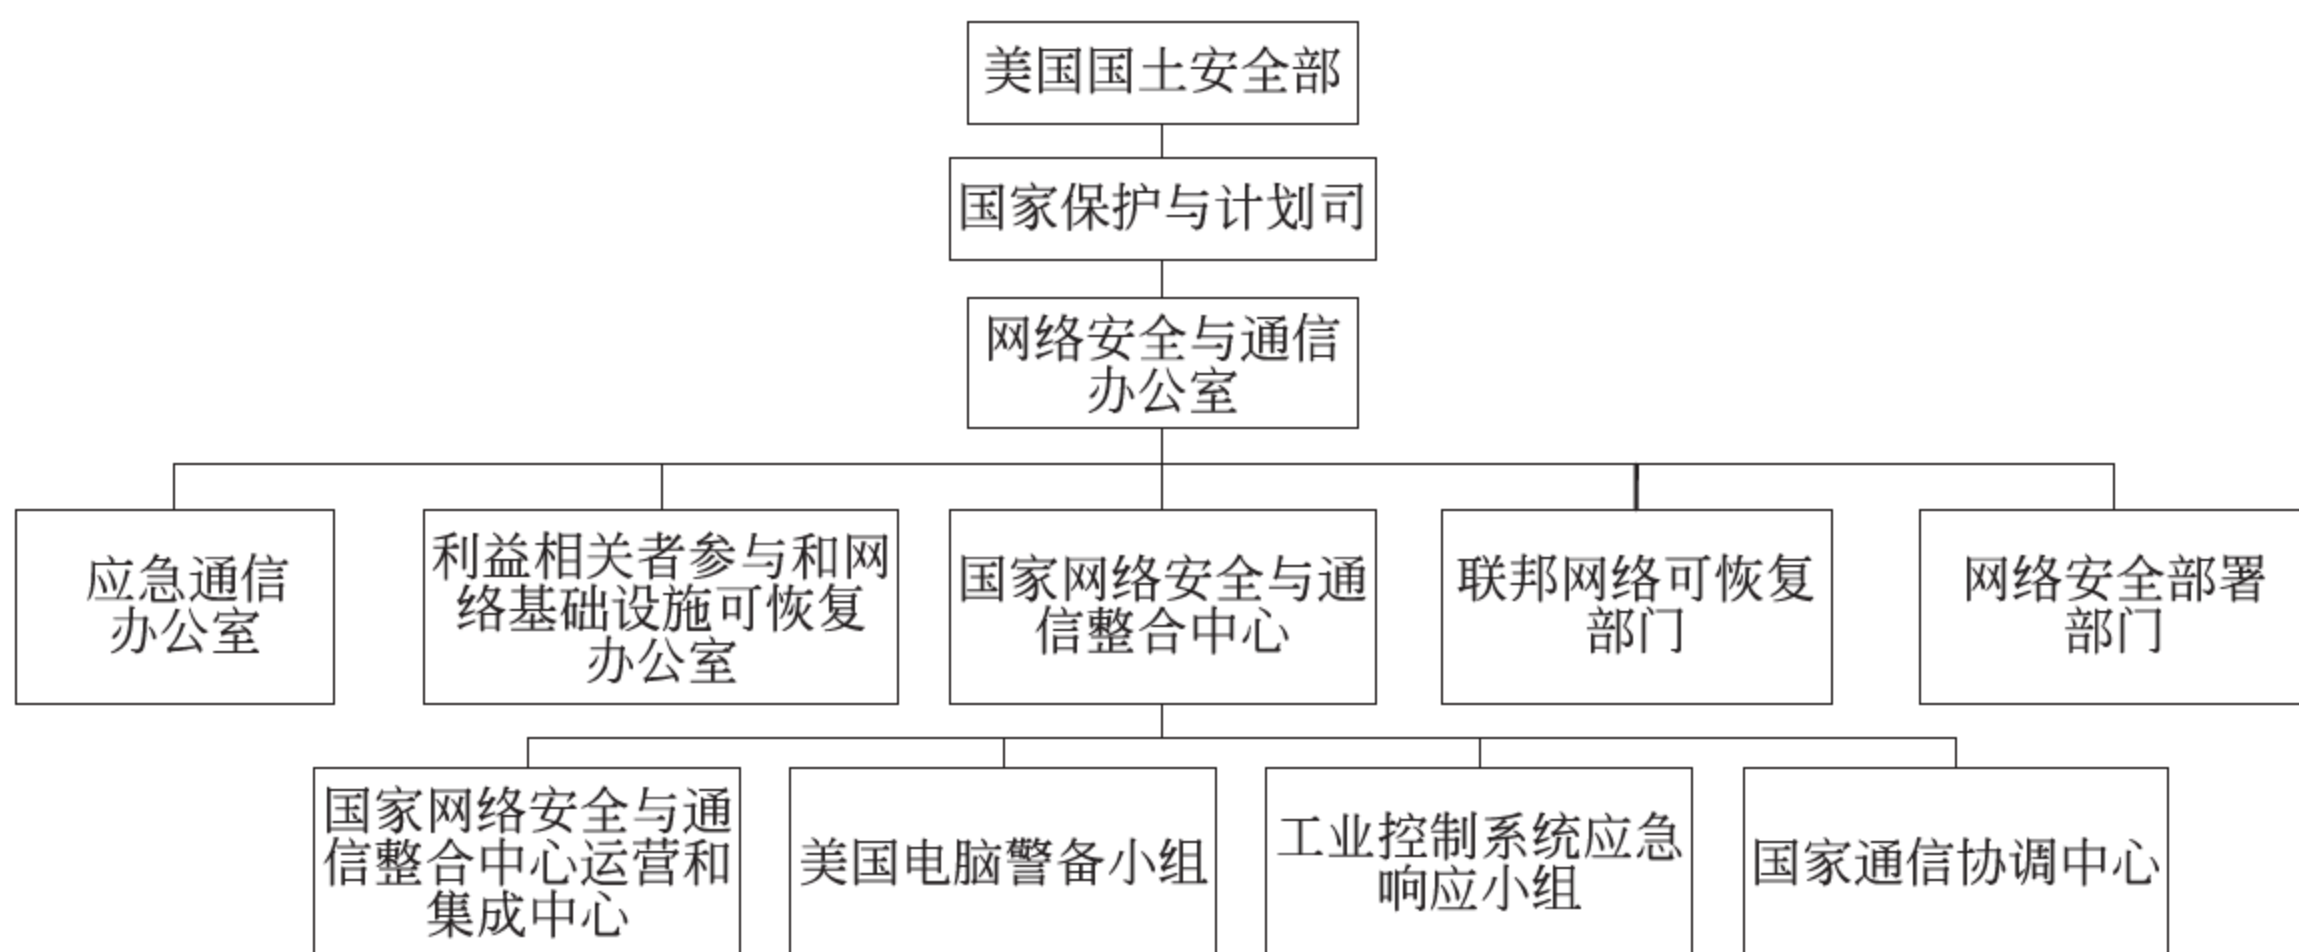 美国国土安全部
国家保护与计划司
网络安全与通信
办公室
应急通信
办公室
利益相关者参与和网
络基础设施可恢复
办公室
国家网络安全与通
信整合中心
联邦网络可恢复
部门
网络安全部署
部门
国家网络安全与通
信整合中心运营和
集成中心
美国电脑警备小组
工业控制系统应急
响应小组
国家通信协调中心